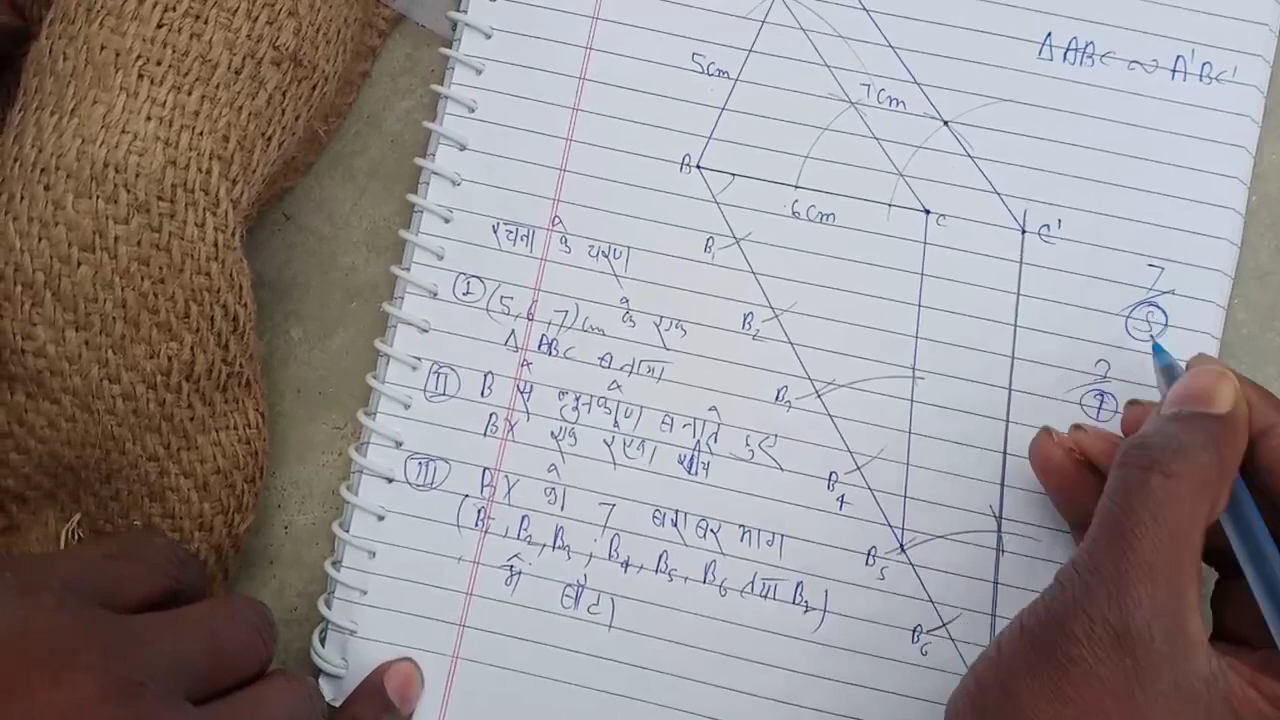 Δ ABC ∾ A'BC'
5cm
7cm
B
6cm
C
C'
B₁
B₂
B₃
B₄
B₅
B₆
7
5
रचना के चरण
I (5, 6, 7) cm के एक
Δ ABC बनाया
II B से न्यूनकोण बनाते हुए
BX एक रेखा खींच
III BX को 7 बराबर भाग
(B₁, B₂, B₃, B₄, B₅, B₆ तथा B₇)
में बाँट।